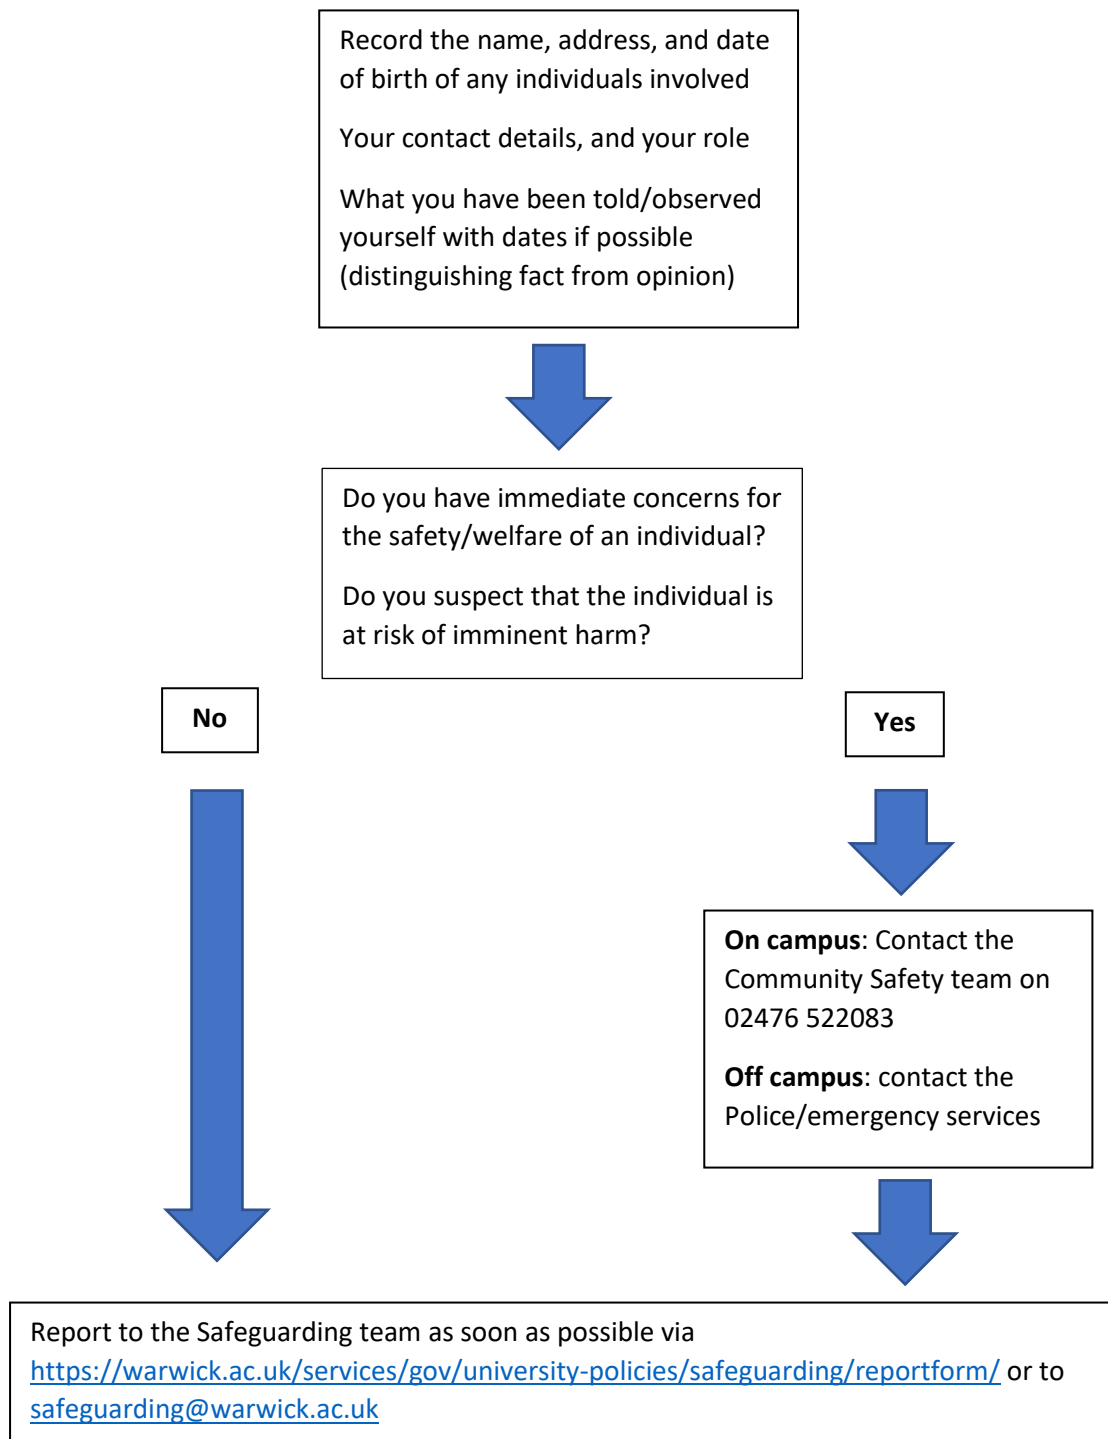 Record the name, address, and date
of birth of any individuals involved
Your contact details, and your role
What you have been told/observed
yourself with dates if possible
(distinguishing fact from opinion)
Do you have immediate concerns for
the safety/welfare of an individual?
Do you suspect that the individual is
at risk of imminent harm?
No
Yes
On campus: Contact the
Community Safety team on
02476 522083
Off campus: contact the
Police/emergency services
Report to the Safeguarding team as soon as possible via
https://warwick.ac.uk/services/gov/university-policies/safeguarding/reportform/ or to
safeguarding@warwick.ac.uk